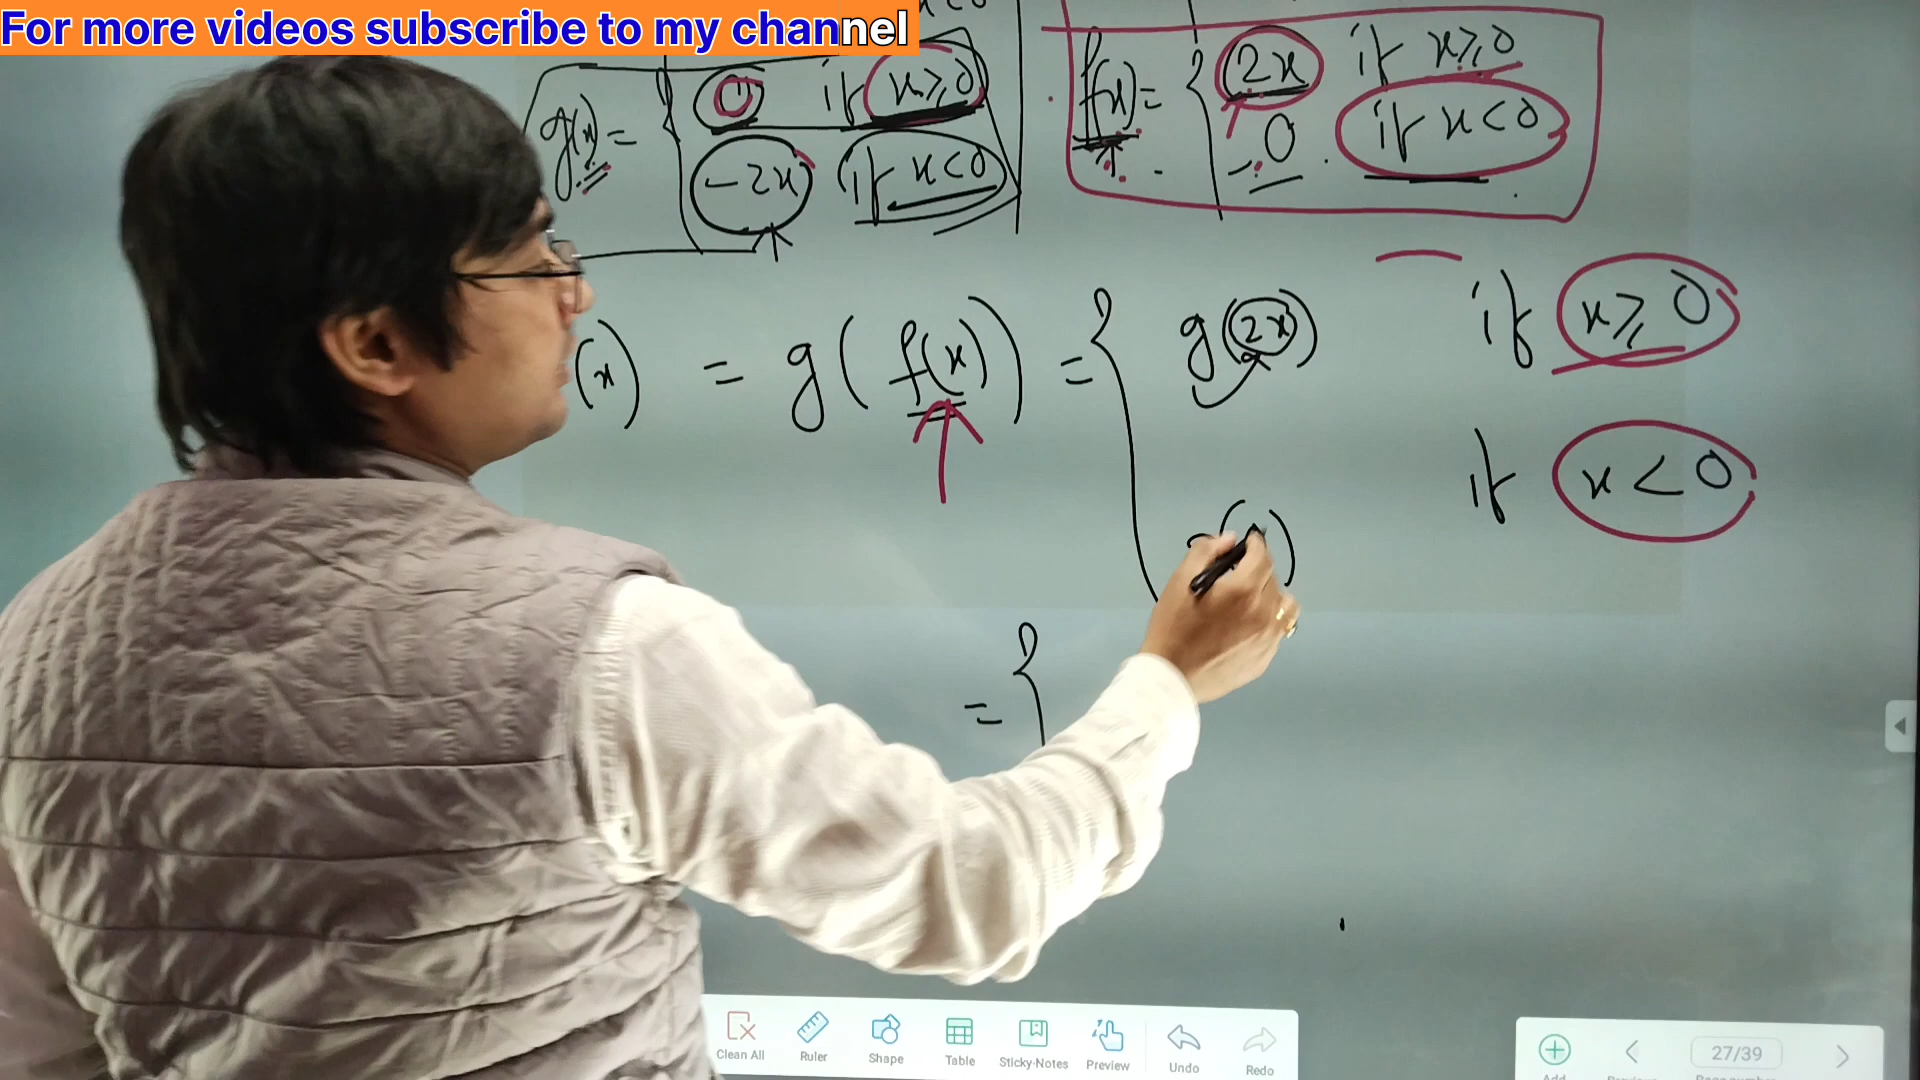 For more videos subscribe to my channel
g(x) = { 0 if x ≥ 0
-2x if x < 0
f(x) = { 2x if x ≥ 0
0 if x < 0
(x) = g(f(x)) = { g(2x) if x ≥ 0
if x < 0
= {
Clean All Ruler Shape Table Sticky-Notes Preview Undo Redo
27/39